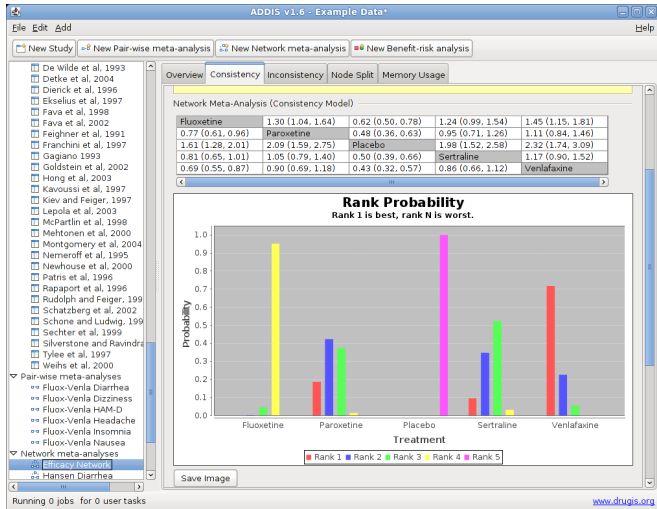 ADDIS v1.6 - Example Data*
File Edit Add Help
New Study New Pair-wise meta-analysis New Network meta-analysis New Benefit-risk analysis
De Wilde et al, 1993
Detke et al, 2004
Dierick et al, 1996
Ekselius et al, 1997
Fava et al, 1998
Fava et al, 2002
Feighner et al, 1991
Franchini et al, 1997
Gagiano 1993
Goldstein et al, 2002
Hong et al, 2003
Kavoussi et al, 1997
Kiev and Feiger, 1997
Lepola et al, 2003
McPartlin et al, 1998
Mehtonen et al, 2000
Montgomery et al, 2004
Nemeroff et al, 1995
Newhouse et al, 2000
Patris et al, 1996
Rapaport et al, 1996
Rudolph and Feiger, 199
Schatzberg et al, 2002
Schone and Ludwig, 199
Sechter et al, 1999
Silverstone and Ravindra
Tylee et al, 1997
Weihs et al, 2000
Pair-wise meta-analyses
Fluox-Venla Diarrhea
Fluox-Venla Dizziness
Fluox-Venla HAM-D
Fluox-Venla Headache
Fluox-Venla Insomnia
Fluox-Venla Nausea
Network meta-analyses
Efficacy Network
Hansen Diarrhea
Overview Consistency Inconsistency Node Split Memory Usage
Network Meta-Analysis (Consistency Model)
Fluoxetine 1.30 (1.04, 1.64) 0.62 (0.50, 0.78) 1.24 (0.99, 1.54) 1.45 (1.15, 1.81)
0.77 (0.61, 0.96) Paroxetine 0.48 (0.36, 0.63) 0.95 (0.71, 1.26) 1.11 (0.84, 1.46)
1.61 (1.28, 2.01) 2.09 (1.59, 2.75) Placebo 1.98 (1.52, 2.58) 2.32 (1.74, 3.09)
0.81 (0.65, 1.01) 1.05 (0.79, 1.40) 0.50 (0.39, 0.66) Sertraline 1.17 (0.90, 1.52)
0.69 (0.55, 0.87) 0.90 (0.69, 1.18) 0.43 (0.32, 0.57) 0.86 (0.66, 1.12) Venlafaxine
Rank Probability
Rank 1 is best, rank N is worst.
Probability
1.0
0.9
0.8
0.7
0.6
0.5
0.4
0.3
0.2
0.1
0.0
Fluoxetine Paroxetine Placebo Sertraline Venlafaxine
Treatment
Rank 1 Rank 2 Rank 3 Rank 4 Rank 5
Save Image
Running 0 jobs for 0 user tasks
www.drugis.org